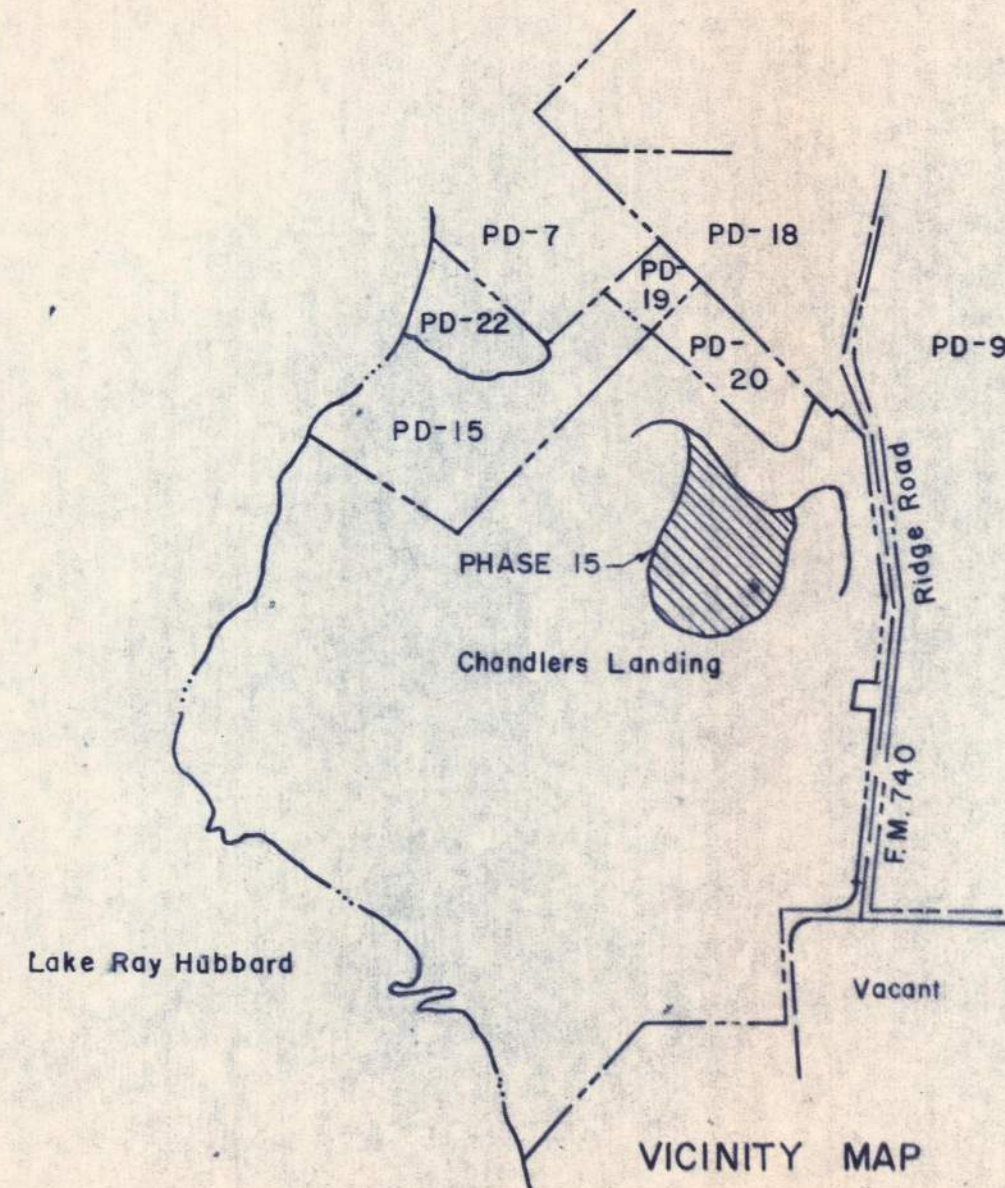 PD-7
PD-18
PD-
19
PD-22
PD-
20
PD-9
PD-15
Ridge Road
PHASE 15
Chandlers Landing
F.M. 740
Lake Ray Hubbard
Vacant
VICINITY MAP